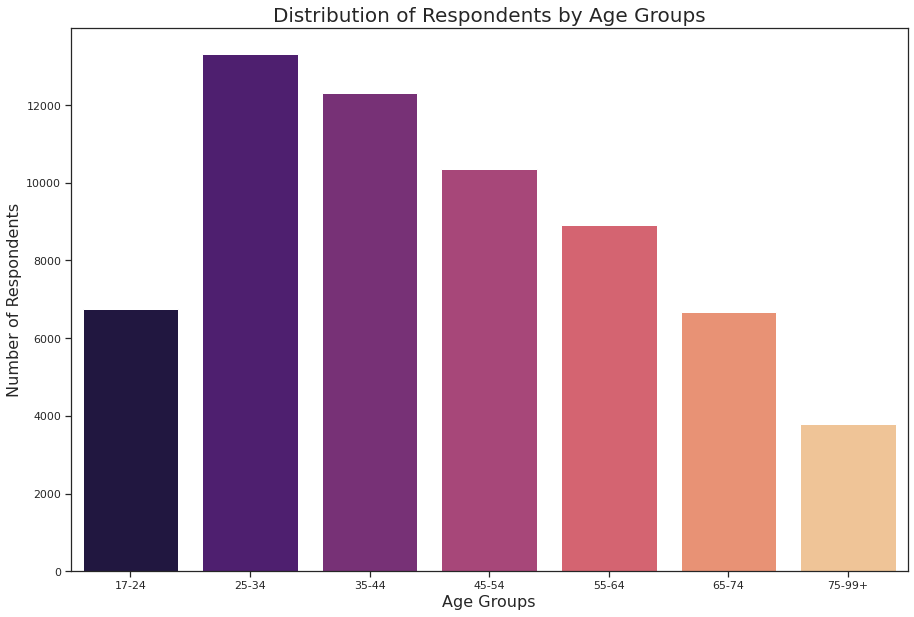 Distribution of Respondents by Age Groups
Number of Respondents
12000
10000
8000
6000
4000
2000
0
17-24 25-34 35-44 45-54 55-64 65-74 75-99+
Age Groups